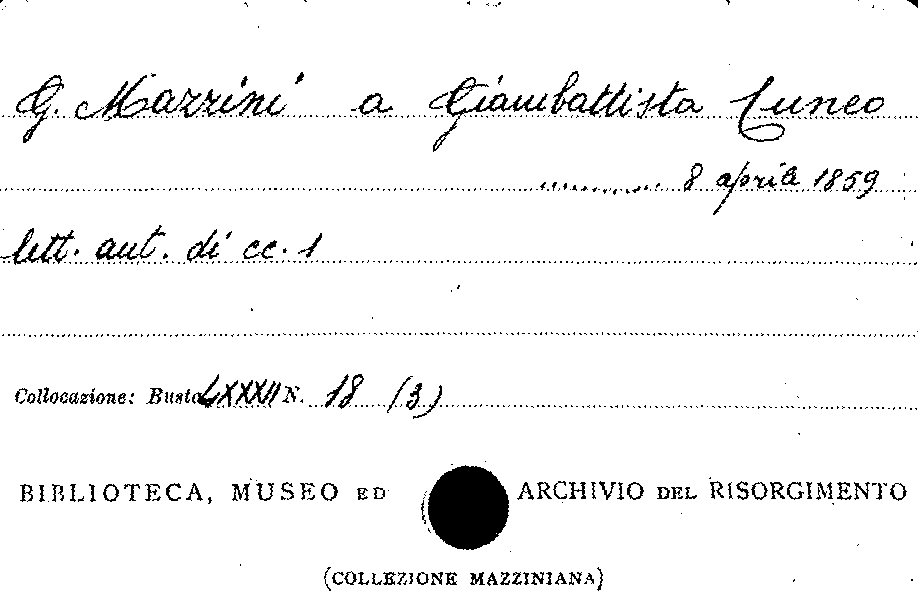 G. Mazzini a Giambattista Cuneo
8 aprile 1859
lett. aut. di cc. 1
Collocazione: Busta LXXXII N. 18 (3)
BIBLIOTECA, MUSEO ED ARCHIVIO DEL RISORGIMENTO
(COLLEZIONE MAZZINIANA)